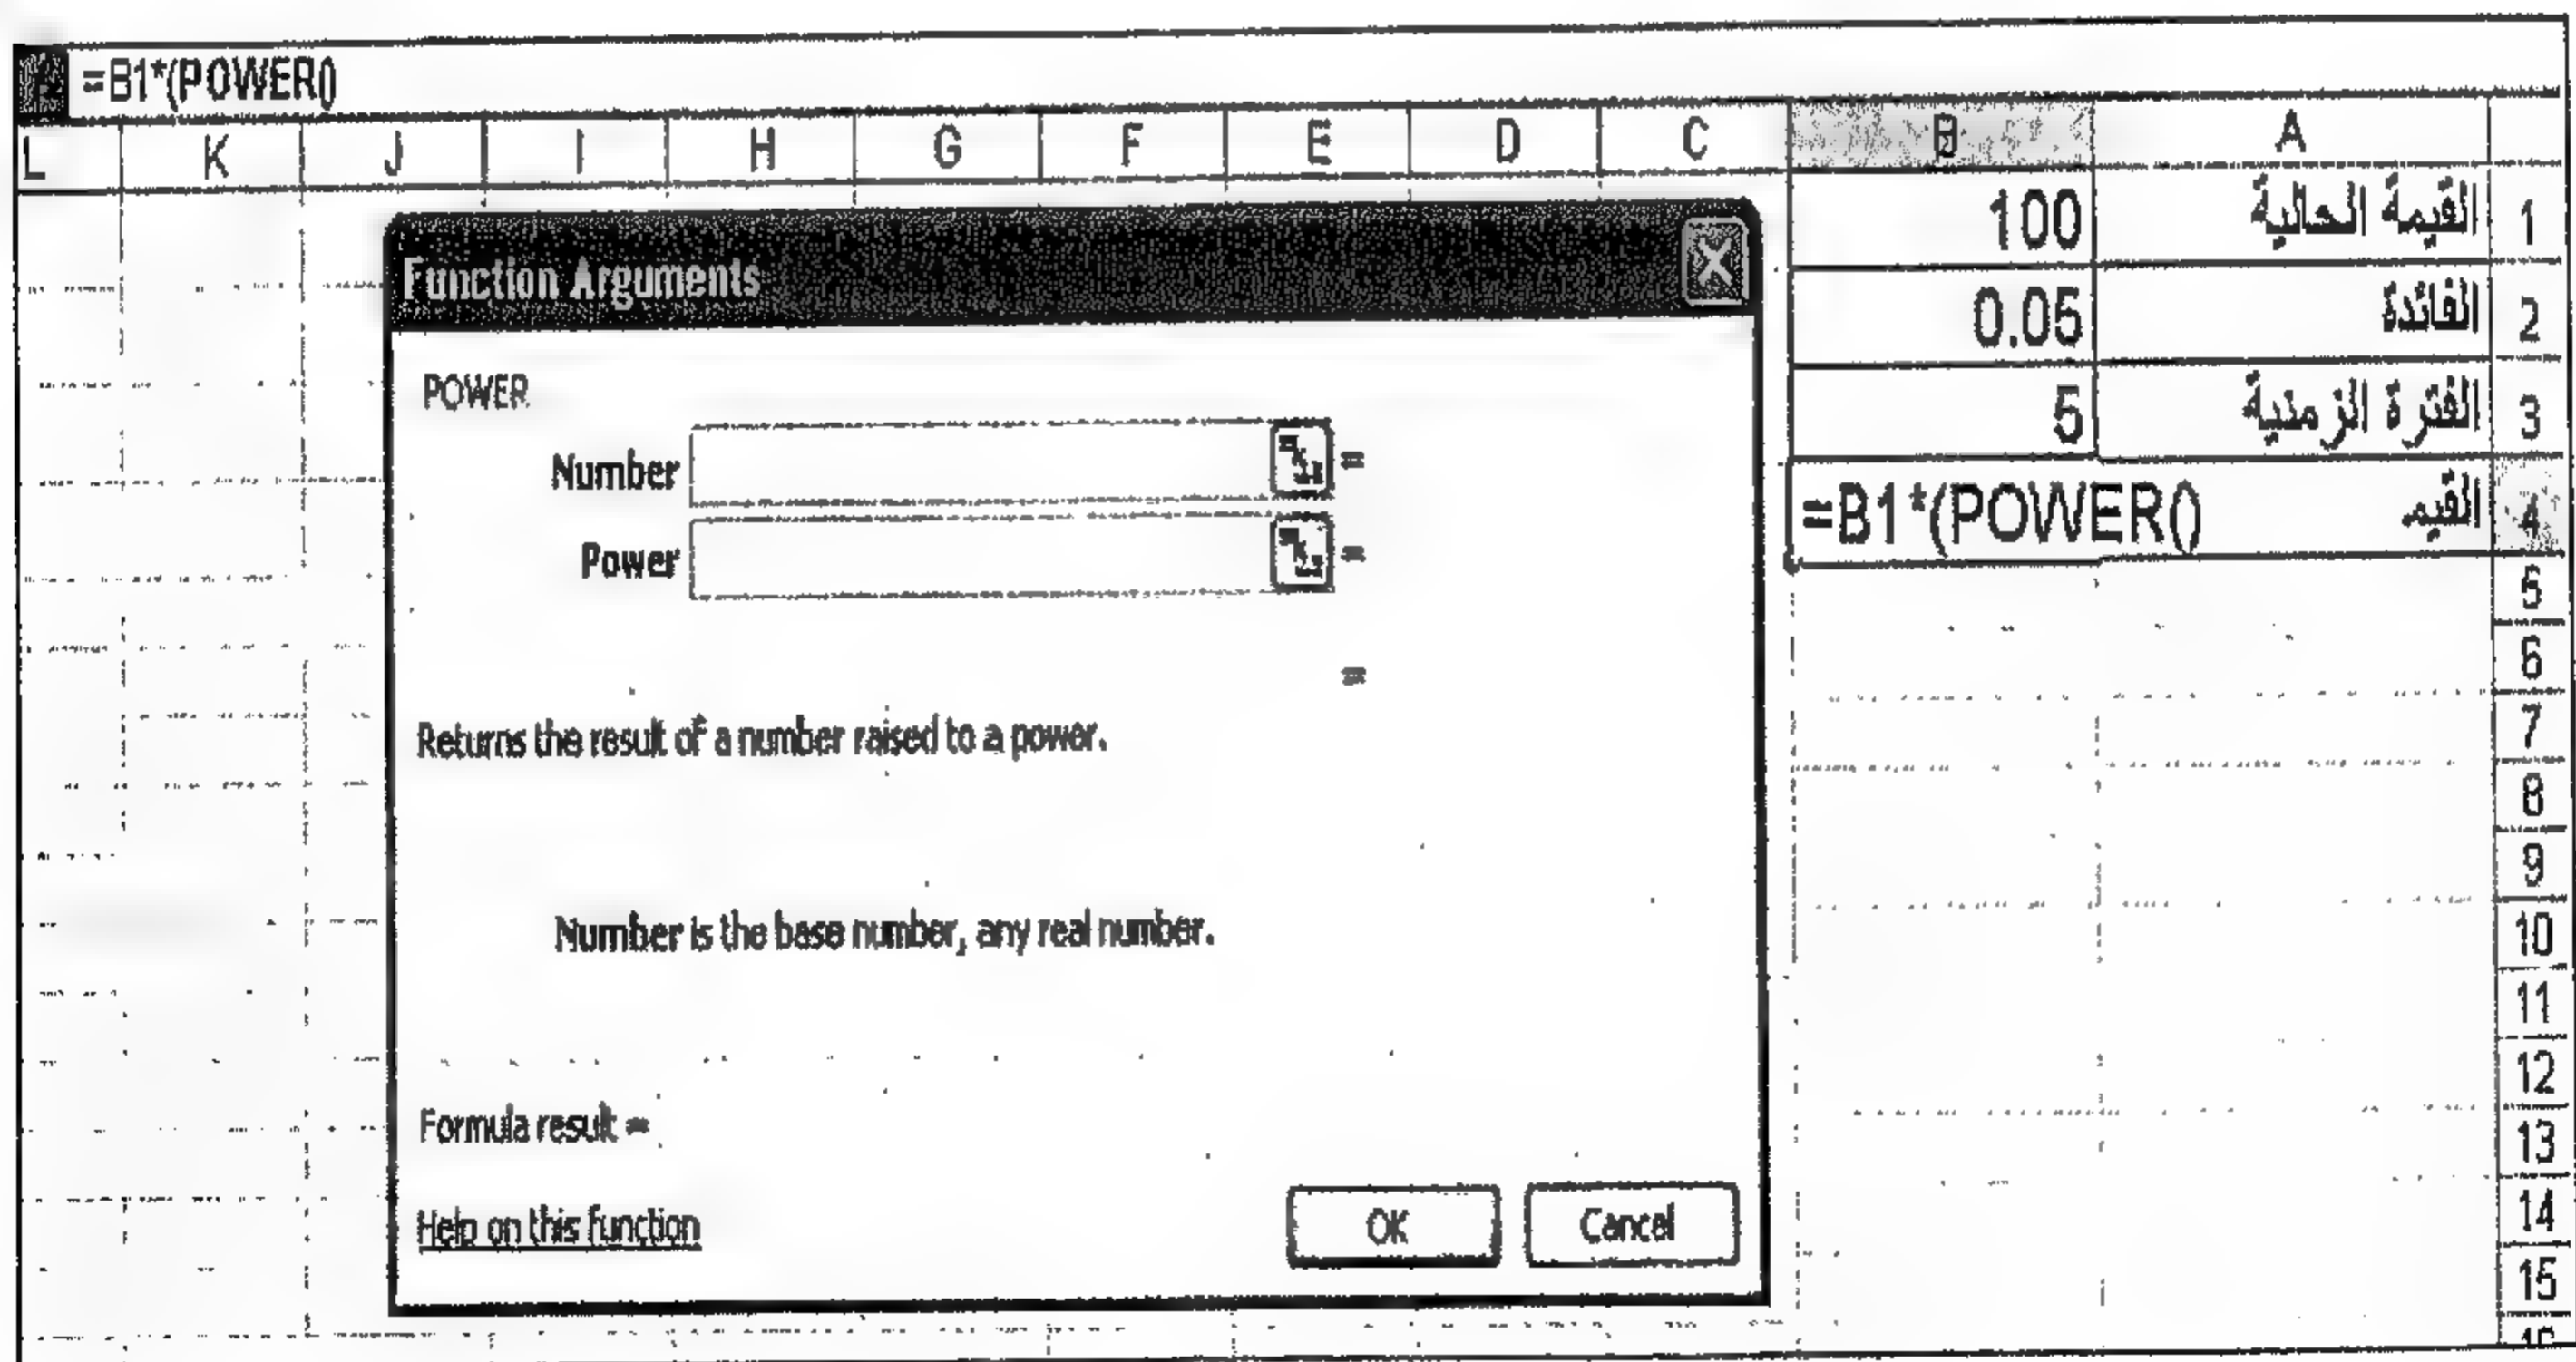 =B1*(POWER()
L K J I H G F E D C B A
100 القيمة الحالية 1
0.05 الفائدة 2
5 الفترة الزمنية 3
=B1*(POWER() القيم 4
5
6
7
8
9
10
11
12
13
14
15
16
Function Arguments
POWER
Number =
Power =
=
Returns the result of a number raised to a power.
Number is the base number, any real number.
Formula result =
Help on this function
OK Cancel